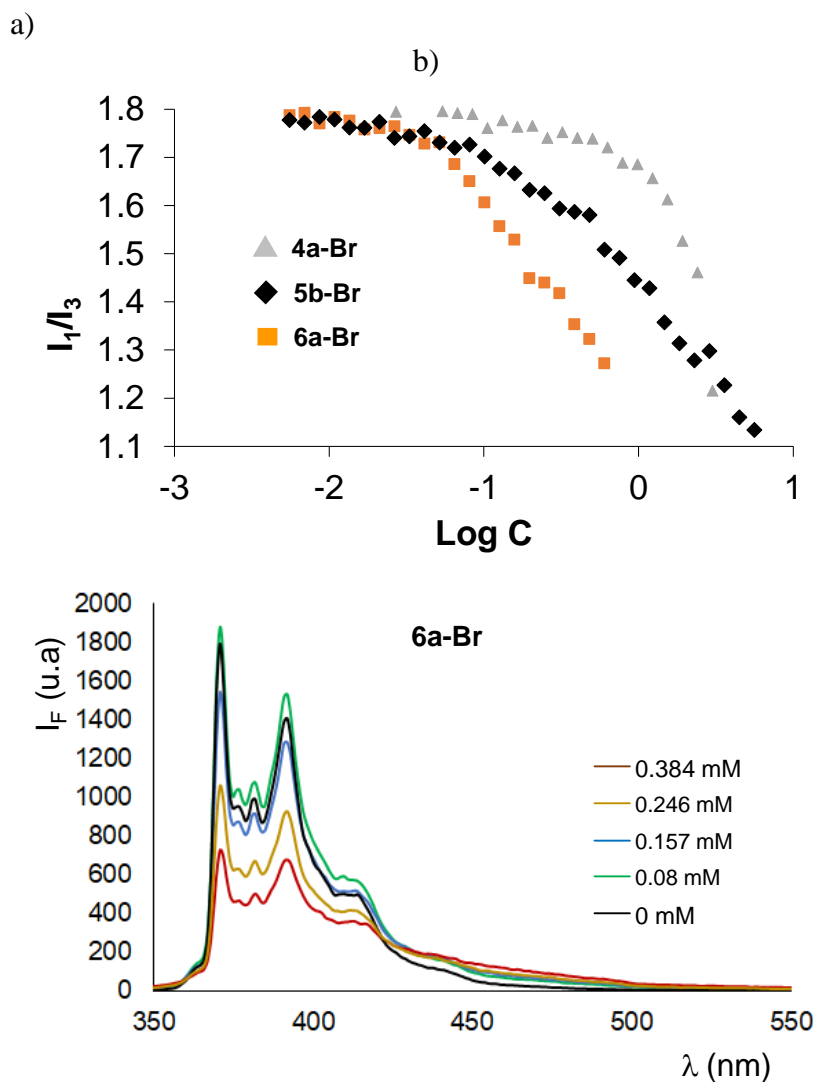 a)
b)
1.8
1.7
1.6
1.5
1.4
1.3
1.2
1.1
I1/I3
4a-Br
5b-Br
6a-Br
-3
-2
-1
0
1
Log C
2000
1800
1600
1400
1200
1000
800
600
400
200
0
IF (u.a)
6a-Br
0.384 mM
0.246 mM
0.157 mM
0.08 mM
0 mM
350
400
450
500
550
λ (nm)